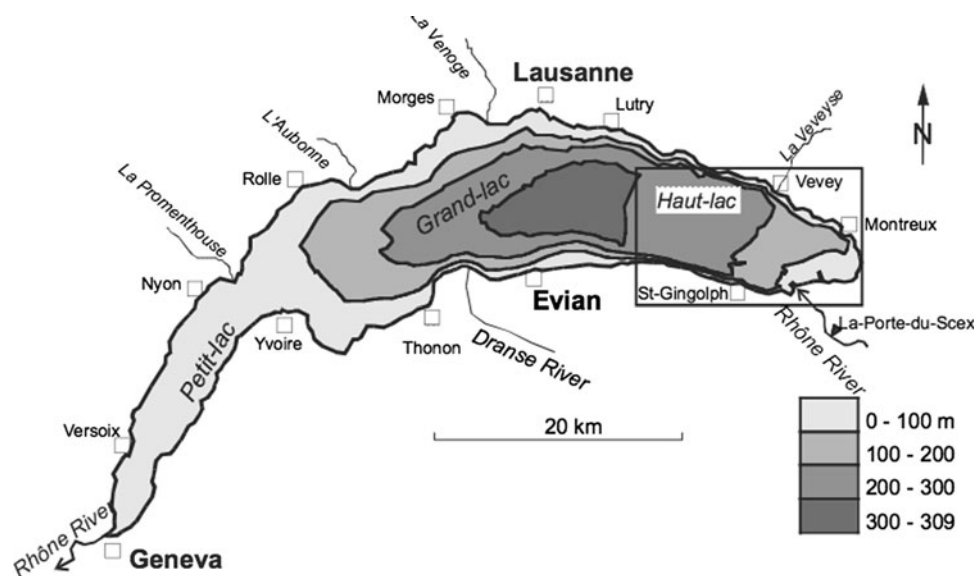 La Venoge
Lausanne
Morges
Lutry
L'Aubonne
La Veveyse
N
La Promenthouse
Rolle
Grand-lac
Haut-lac
Vevey
Montreux
Nyon
Evian
St-Gingolph
La-Porte-du-Scex
Petit-lac
Yvoire
Thonon
Dranse River
Rhône River
Versoix
20 km
0 - 100 m
100 - 200
200 - 300
300 - 309
Rhône River
Geneva